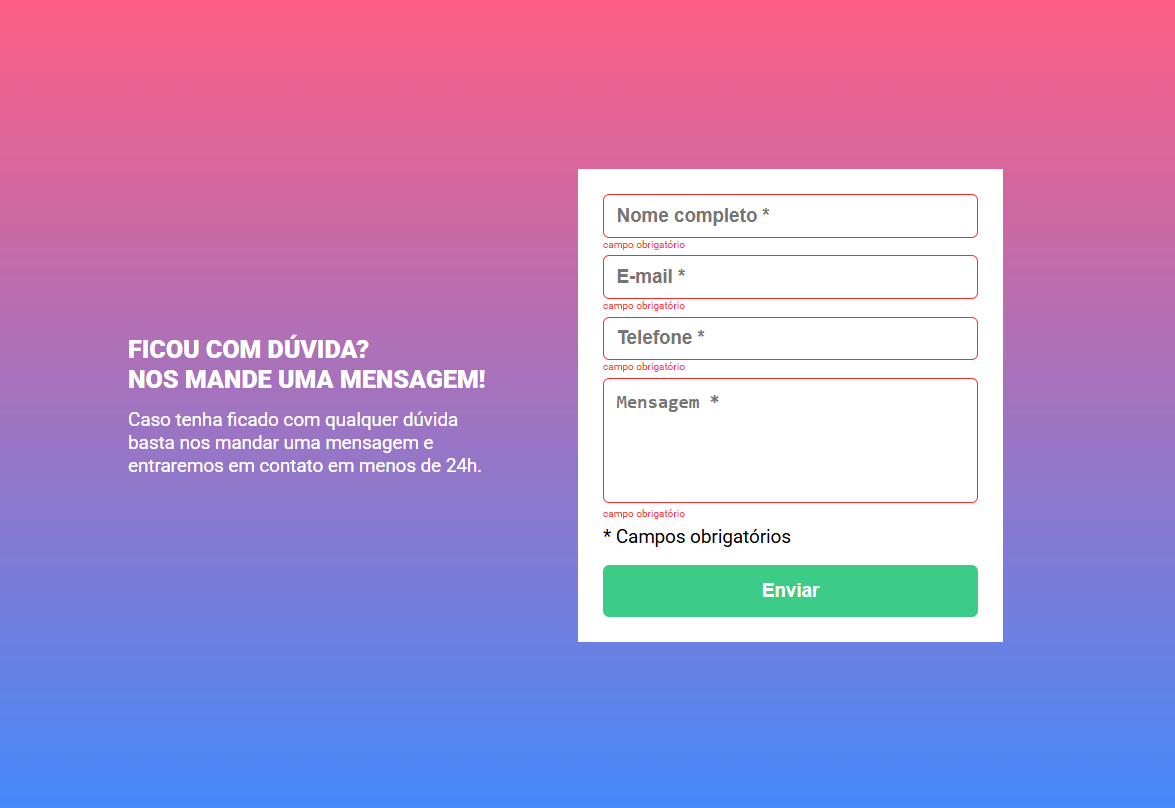 FICOU COM DÚVIDA?
NOS MANDE UMA MENSAGEM!
Caso tenha ficado com qualquer dúvida
basta nos mandar uma mensagem e
entraremos em contato em menos de 24h.
Nome completo *
campo obrigatório
E-mail *
campo obrigatório
Telefone *
campo obrigatório
Mensagem *
campo obrigatório
* Campos obrigatórios
Enviar